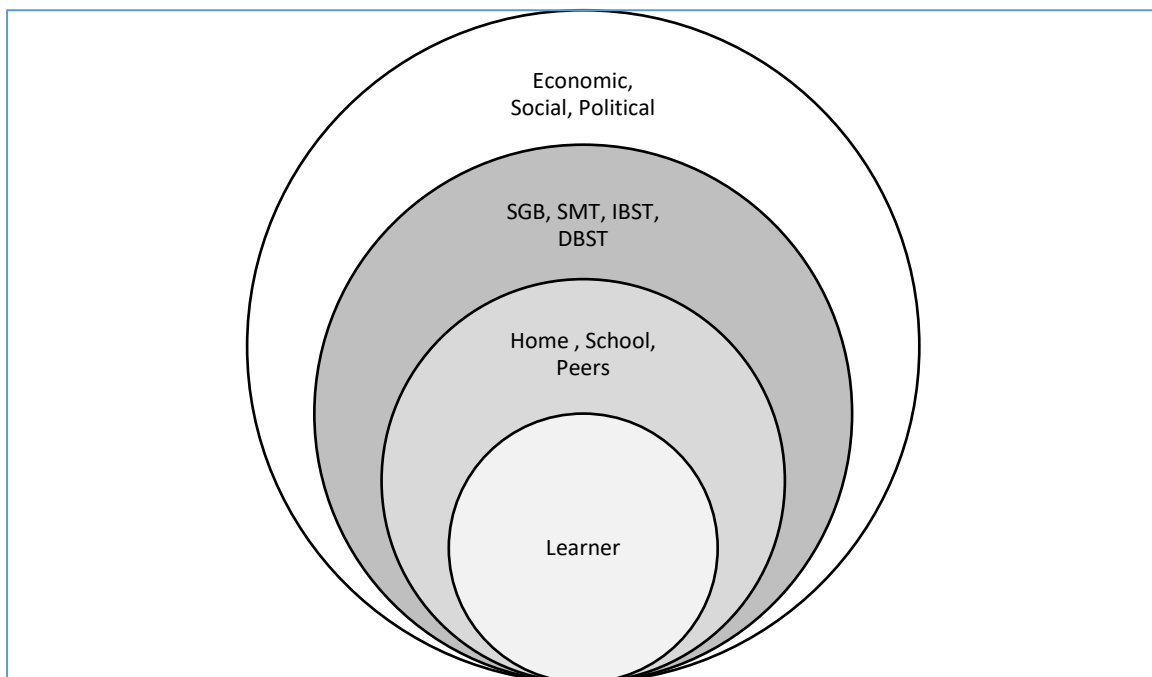 Economic,
Social, Political
SGB, SMT, IBST,
DBST
Home , School,
Peers
Learner